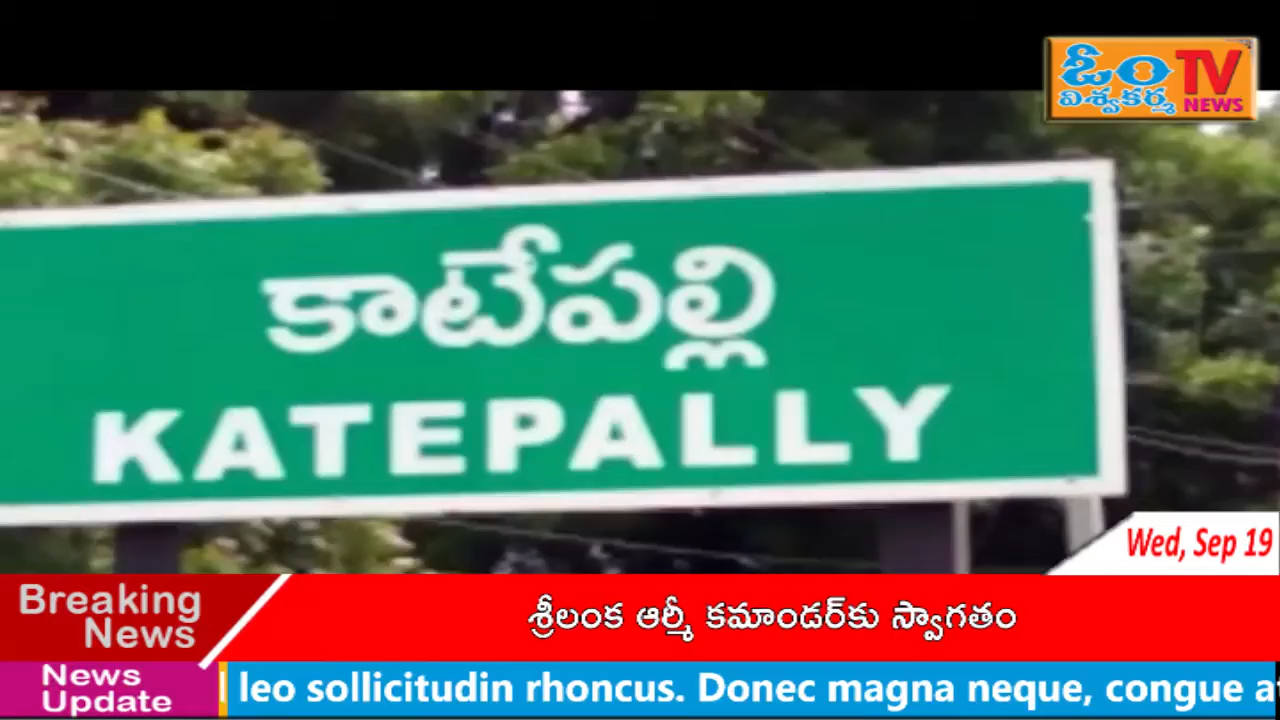 ఓం TV
విశ్వకర్మ NEWS
కాటేపల్లి
KATEPALLY
Wed, Sep 19
Breaking
News
శ్రీలంక ఆర్మీ కమాండర్‌కు స్వాగతం
News
Update
leo sollicitudin rhoncus. Donec magna neque, congue